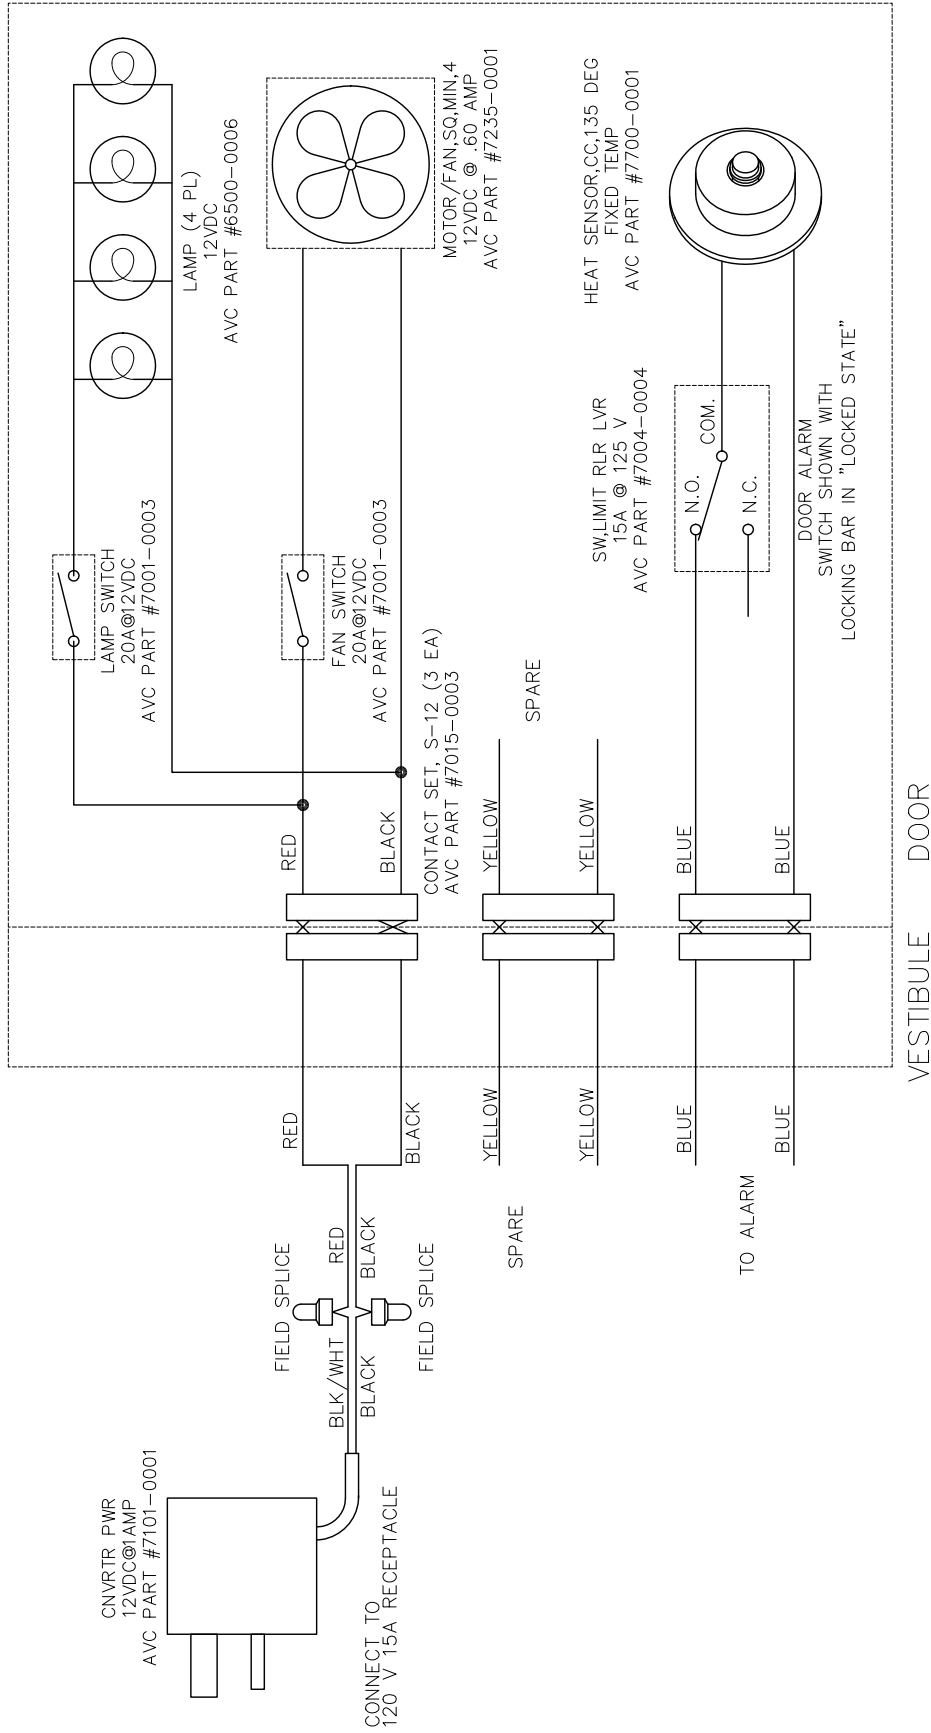 LAMP (4 PL)
12VDC
AVC PART #6500-0006
MOTOR/FAN,SQ,MIN,4
12VDC @ .60 AMP
AVC PART #7235-0001
HEAT SENSOR,CC,135 DEG
FIXED TEMP
AVC PART #7700-0001
LAMP SWITCH
20A@12VDC
AVC PART #7001-0003
FAN SWITCH
20A@12VDC
AVC PART #7001-0003
SW,LIMIT RLR LVR
15A @ 125 V
AVC PART #7004-0004
N.O.
COM.
N.C.
DOOR ALARM
SWITCH SHOWN WITH
LOCKING BAR IN "LOCKED STATE"
CONTACT SET, S-12 (3 EA)
AVC PART #7015-0003
SPARE
RED
BLACK
YELLOW
YELLOW
BLUE
BLUE
DOOR
VESTIBULE
RED
BLACK
YELLOW
YELLOW
BLUE
BLUE
SPARE
TO ALARM
FIELD SPLICE
RED
BLACK
FIELD SPLICE
BLK/WHT
BLACK
CNVRTR PWR
12VDC@1AMP
AVC PART #7101-0001
CONNECT TO
120 V 15A RECEPTACLE